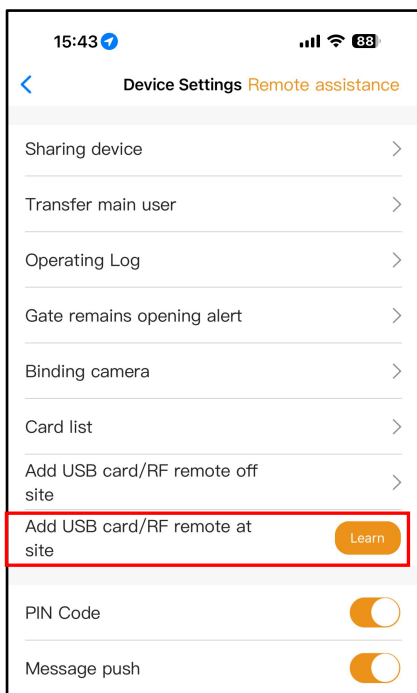 15:43 88
Device Settings Remote assistance
Sharing device
Transfer main user
Operating Log
Gate remains opening alert
Binding camera
Card list
Add USB card/RF remote off
site
Add USB card/RF remote at
site
Learn
PIN Code
Message push